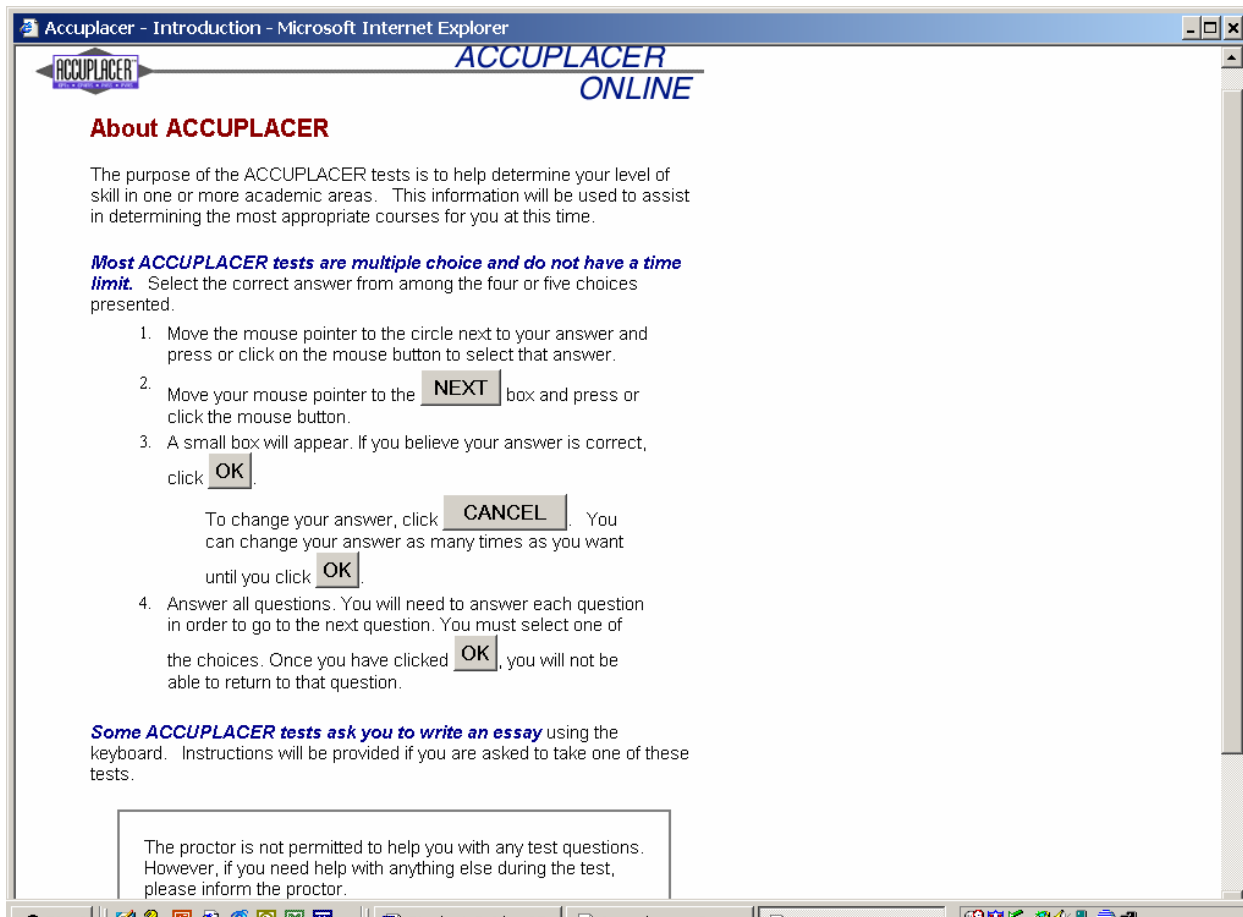 Accuplacer - Introduction - Microsoft Internet Explorer
ACCUPLACER
ACCUPLACER
ONLINE
About ACCUPLACER
The purpose of the ACCUPLACER tests is to help determine your level of
skill in one or more academic areas. This information will be used to assist
in determining the most appropriate courses for you at this time.
Most ACCUPLACER tests are multiple choice and do not have a time
limit. Select the correct answer from among the four or five choices
presented.
1. Move the mouse pointer to the circle next to your answer and
press or click on the mouse button to select that answer.
2. Move your mouse pointer to the NEXT box and press or
click the mouse button.
3. A small box will appear. If you believe your answer is correct,
click OK.
To change your answer, click CANCEL. You
can change your answer as many times as you want
until you click OK.
4. Answer all questions. You will need to answer each question
in order to go to the next question. You must select one of
the choices. Once you have clicked OK, you will not be
able to return to that question.
Some ACCUPLACER tests ask you to write an essay using the
keyboard. Instructions will be provided if you are asked to take one of these
tests.
The proctor is not permitted to help you with any test questions.
However, if you need help with anything else during the test,
please inform the proctor.